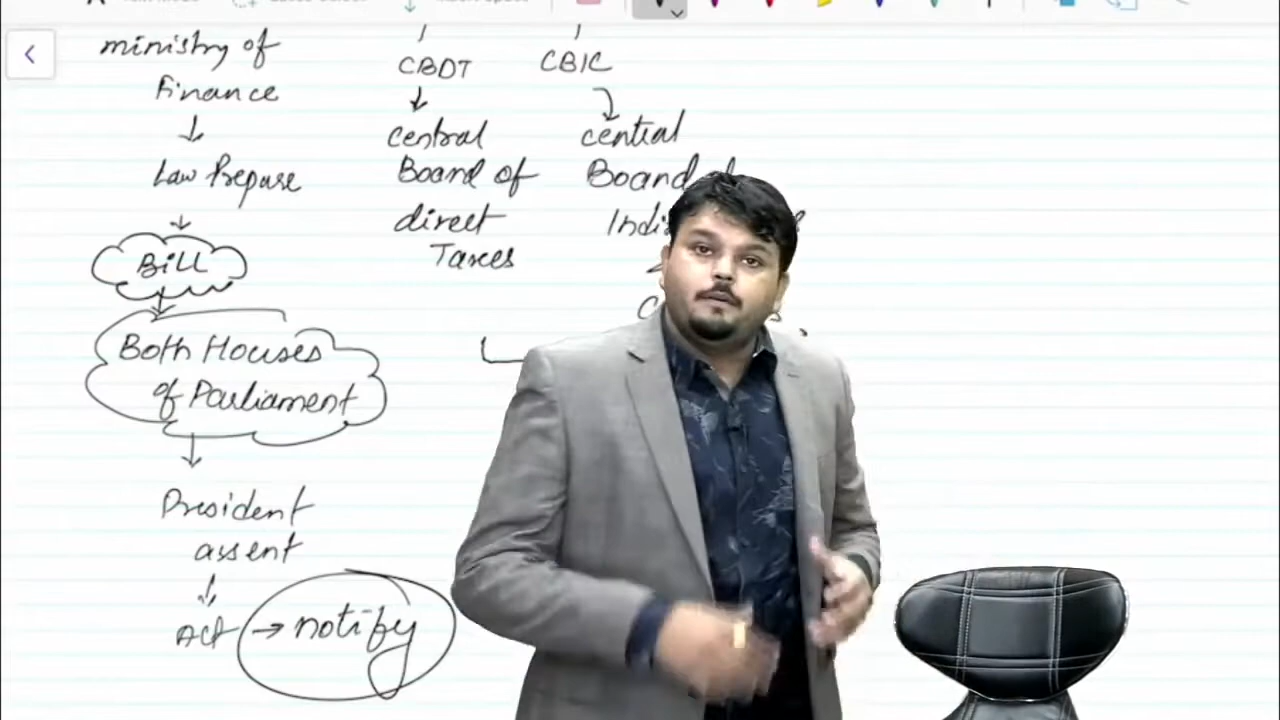 ministry of
Finance
Law Prepare
Bill
Both Houses
of Parliament
President
assent
Act → notify
CBDT
central
Board of
direct
Taxes
CBIC
central
Board of